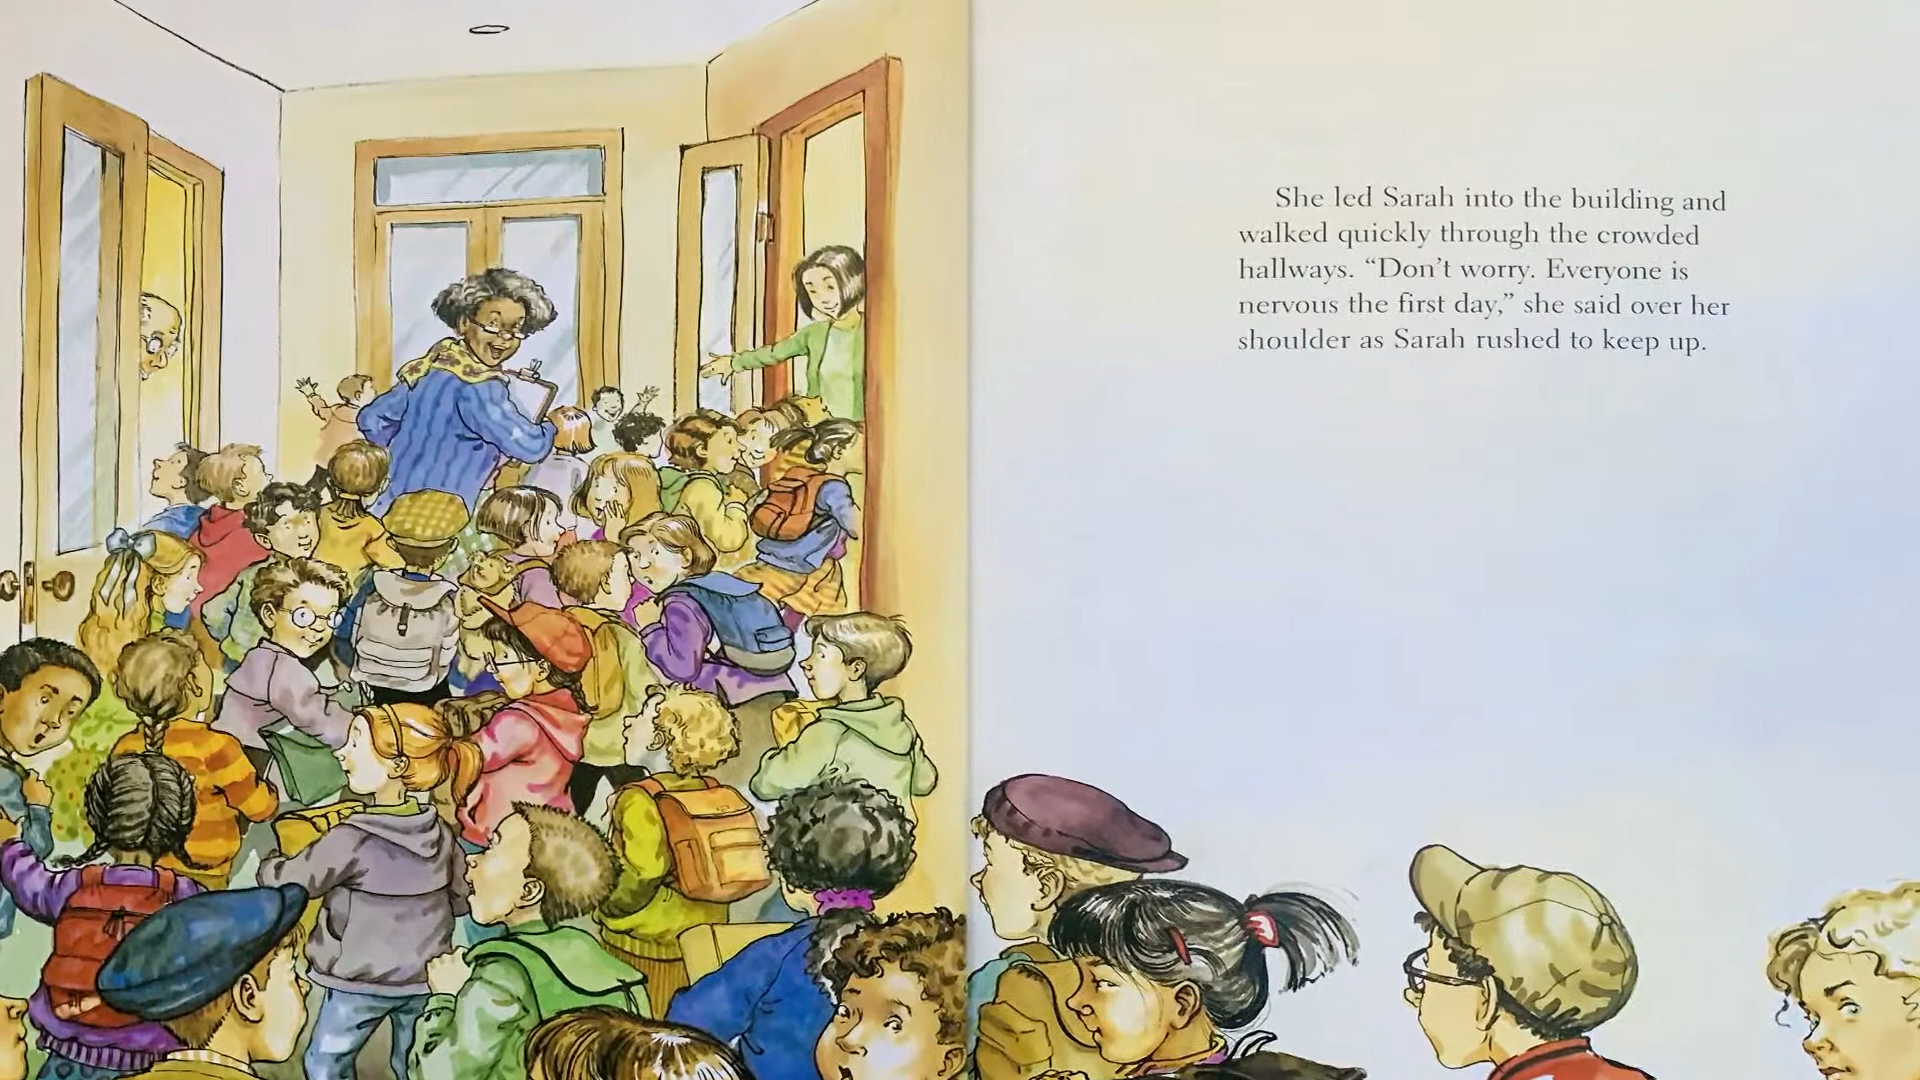 She led Sarah into the building and
walked quickly through the crowded
hallways. “Don’t worry. Everyone is
nervous the first day,” she said over her
shoulder as Sarah rushed to keep up.